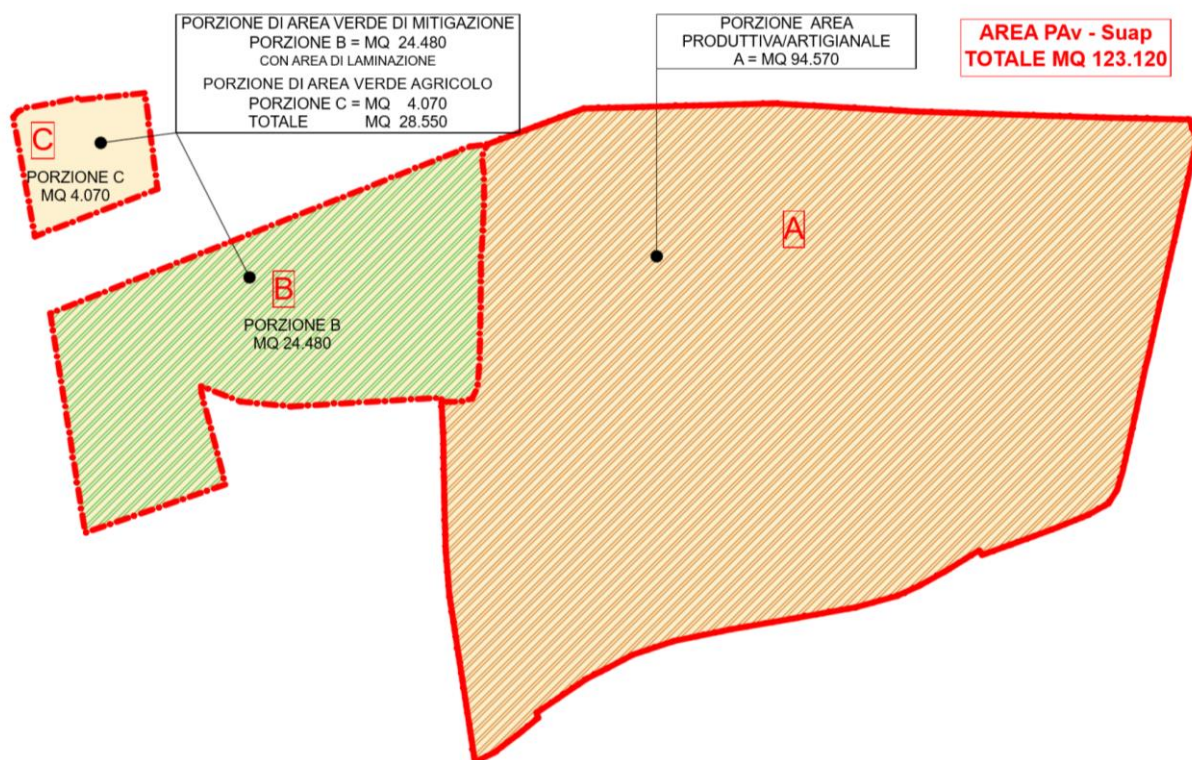 PORZIONE DI AREA VERDE DI MITIGAZIONE
PORZIONE B = MQ 24.480
CON AREA DI LAMINAZIONE
PORZIONE DI AREA VERDE AGRICOLO
PORZIONE C = MQ 4.070
TOTALE MQ 28.550
PORZIONE AREA
PRODUTTIVA/ARTIGIANALE
A = MQ 94.570
AREA PAv - Suap
TOTALE MQ 123.120
C
PORZIONE C
MQ 4.070
A
B
PORZIONE B
MQ 24.480